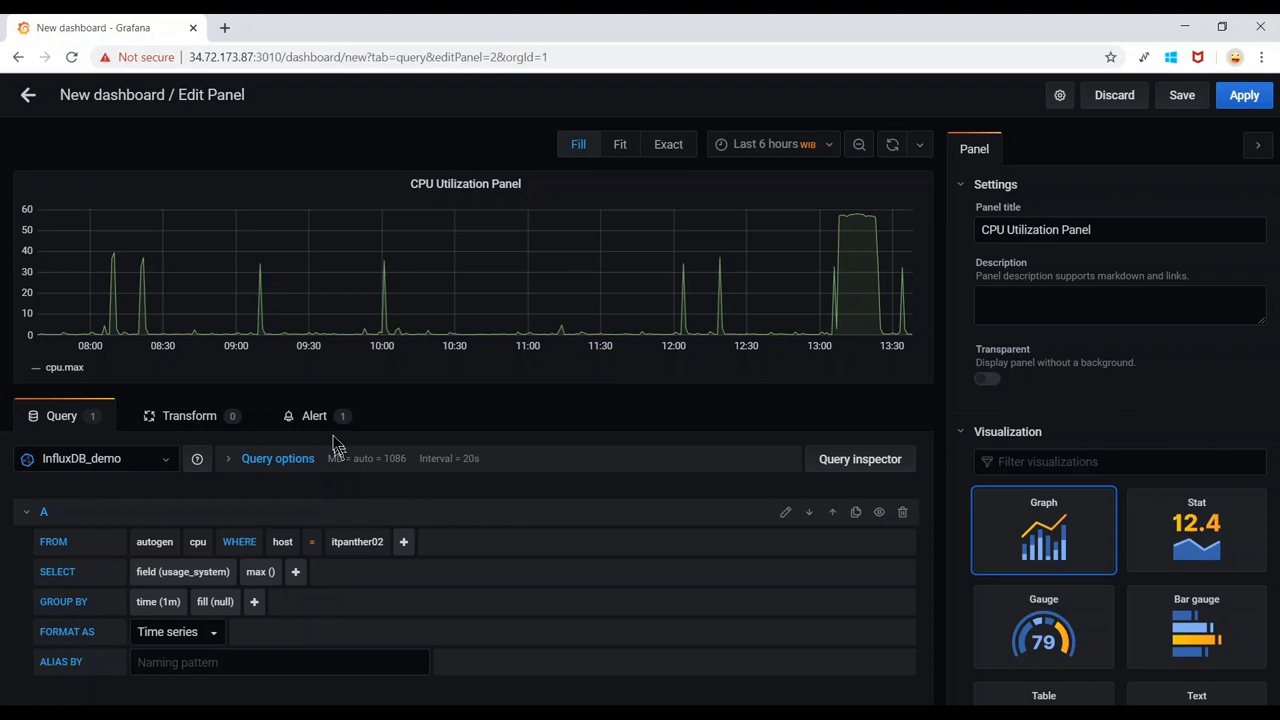 New dashboard - Grafana
Not secure 34.72.173.87:3010/dashboard/new?tab=query&editPanel=2&orgId=1
New dashboard / Edit Panel
Discard Save Apply
Fill Fit Exact Last 6 hours WIB
Panel
CPU Utilization Panel
60
50
40
30
20
10
0
08:00 08:30 09:00 09:30 10:00 10:30 11:00 11:30 12:00 12:30 13:00 13:30
cpu.max
Settings
Panel title
CPU Utilization Panel
Description
Panel description supports markdown and links.
Transparent
Display panel without a background.
Query 1 Transform 0 Alert 1
InfluxDB_demo Query options = auto = 1086 Interval = 20s Query inspector
A
FROM autogen cpu WHERE host = itpanther02 +
SELECT field (usage_system) max () +
GROUP BY time (1m) fill (null) +
FORMAT AS Time series
ALIAS BY Naming pattern
Visualization
Filter visualizations
Graph Stat
12.4
Gauge Bar gauge
79
Table Text